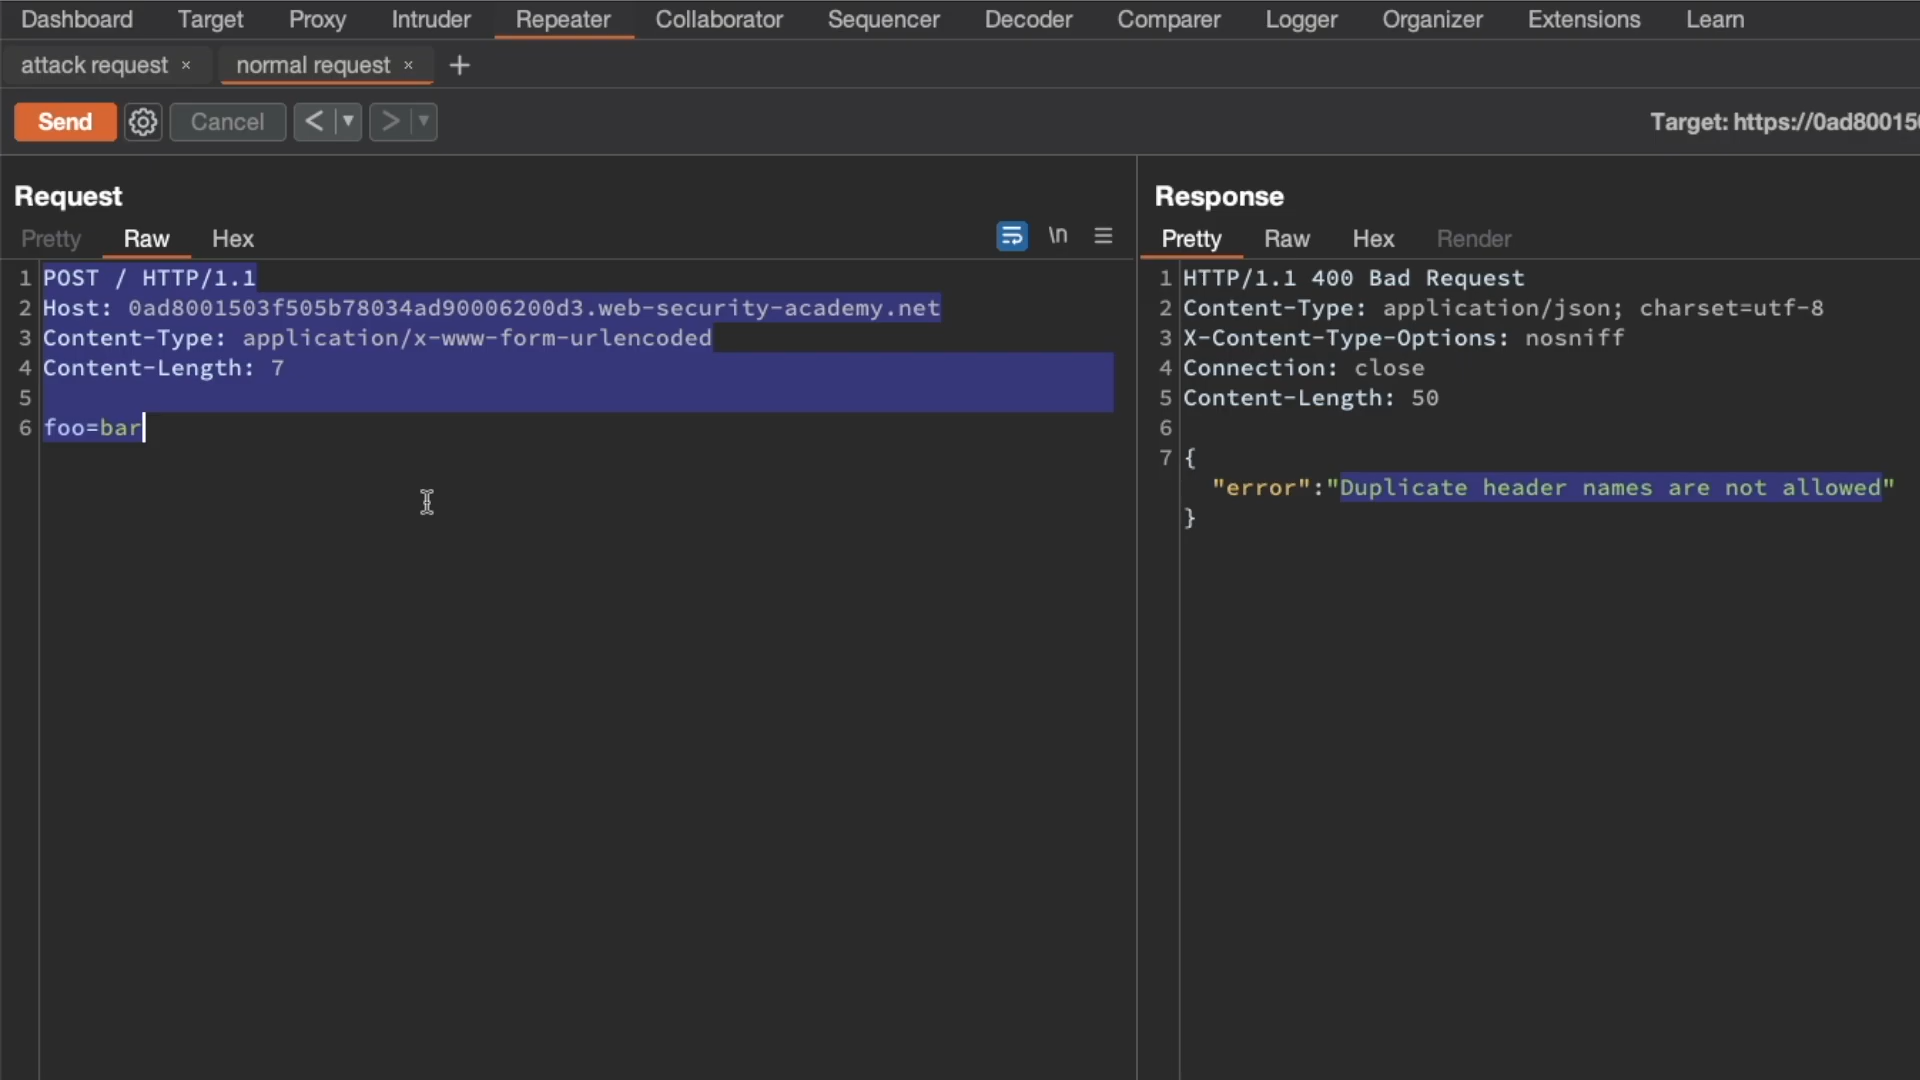 Dashboard Target Proxy Intruder Repeater Collaborator Sequencer Decoder Comparer Logger Organizer Extensions Learn
attack request × normal request × +
Send Cancel < > Target: https://0ad80015
Request
Pretty Raw Hex \n
1 POST / HTTP/1.1
2 Host: 0ad8001503f505b78034ad90006200d3.web-security-academy.net
3 Content-Type: application/x-www-form-urlencoded
4 Content-Length: 7
5
6 foo=bar
Response
Pretty Raw Hex Render
1 HTTP/1.1 400 Bad Request
2 Content-Type: application/json; charset=utf-8
3 X-Content-Type-Options: nosniff
4 Connection: close
5 Content-Length: 50
6
7 {
"error":"Duplicate header names are not allowed"
}